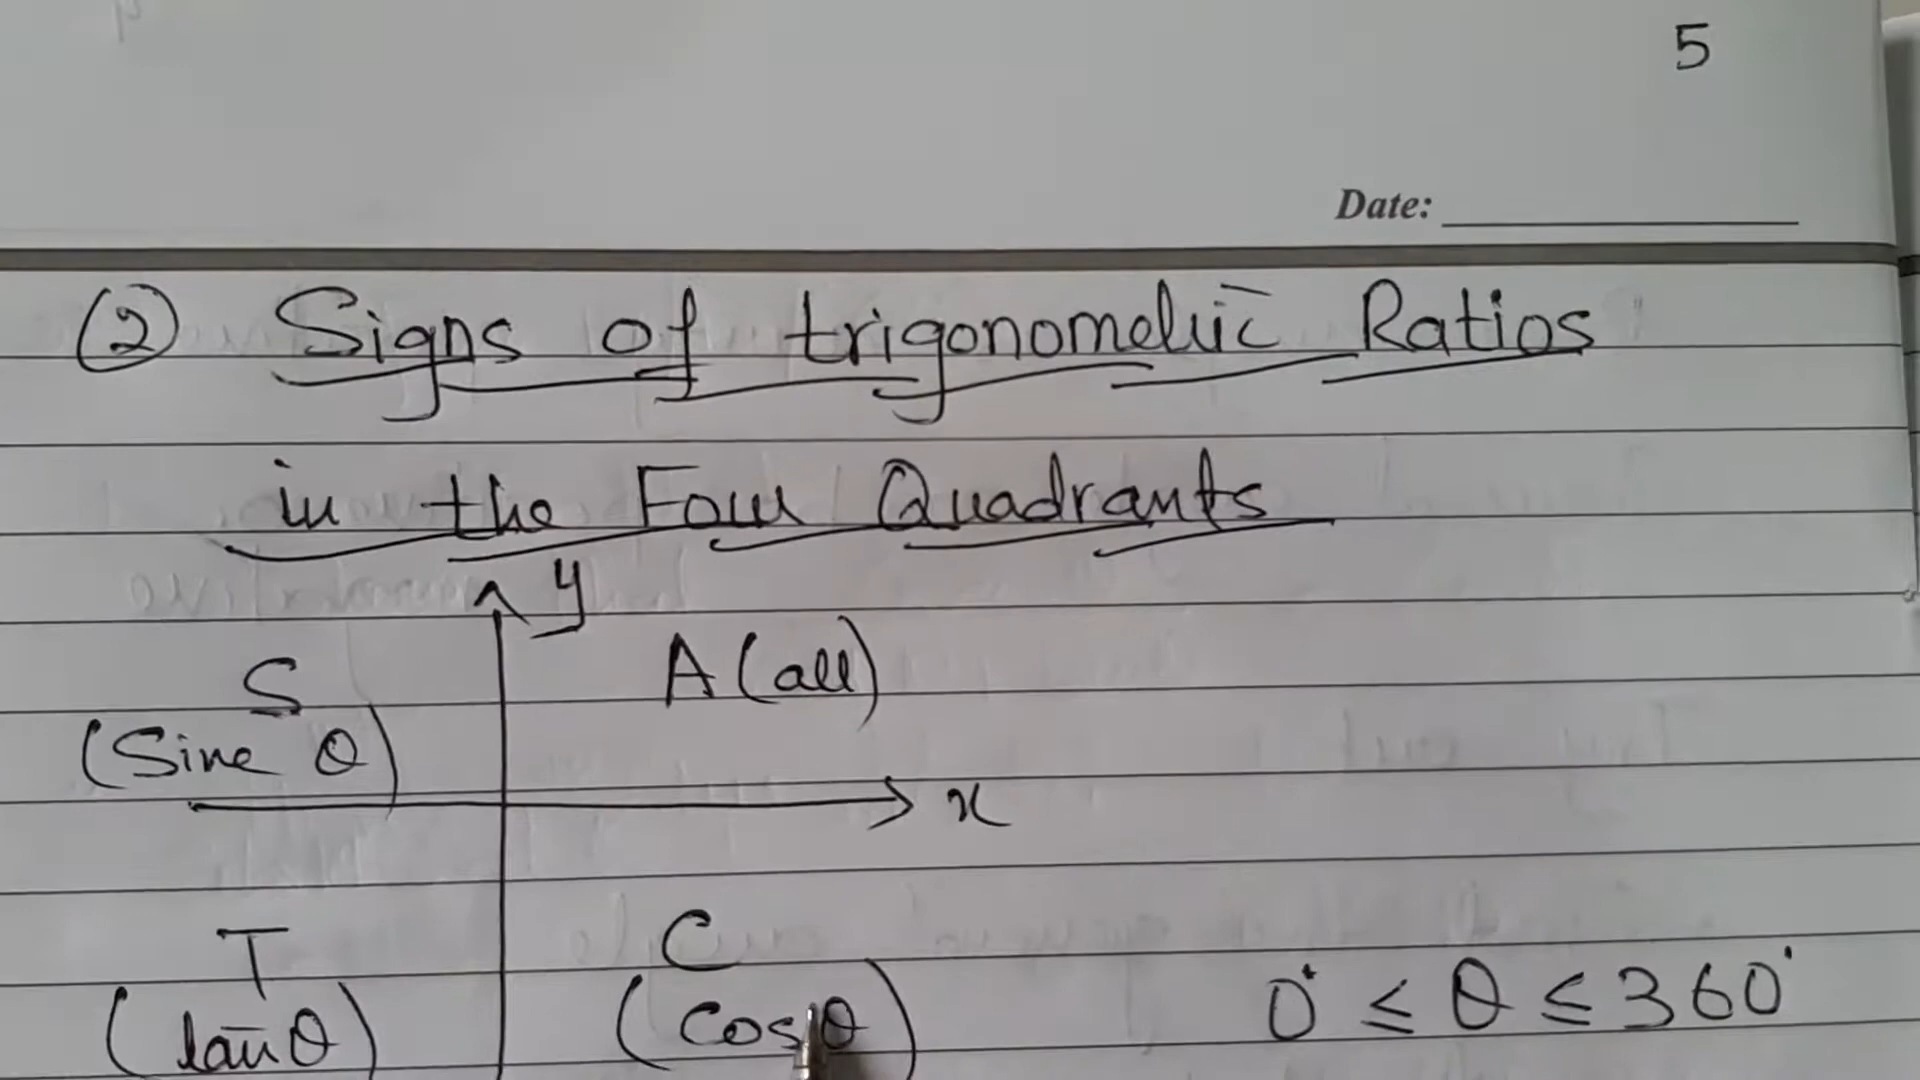 5
Date:
(2) Signs of trigonometric Ratios
in the Four Quadrants
y
S A (all)
(Sine θ)
x
T C
(tan θ) (cos θ) 0° ≤ θ ≤ 360°